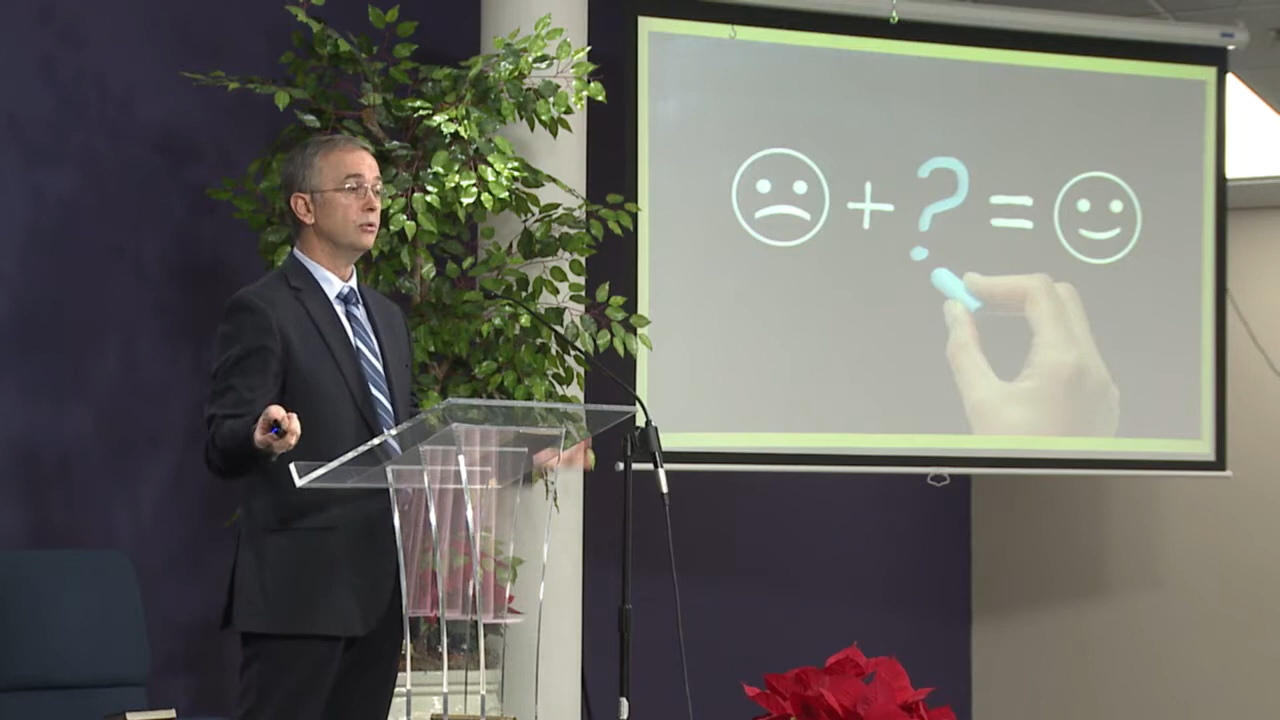 + ? =